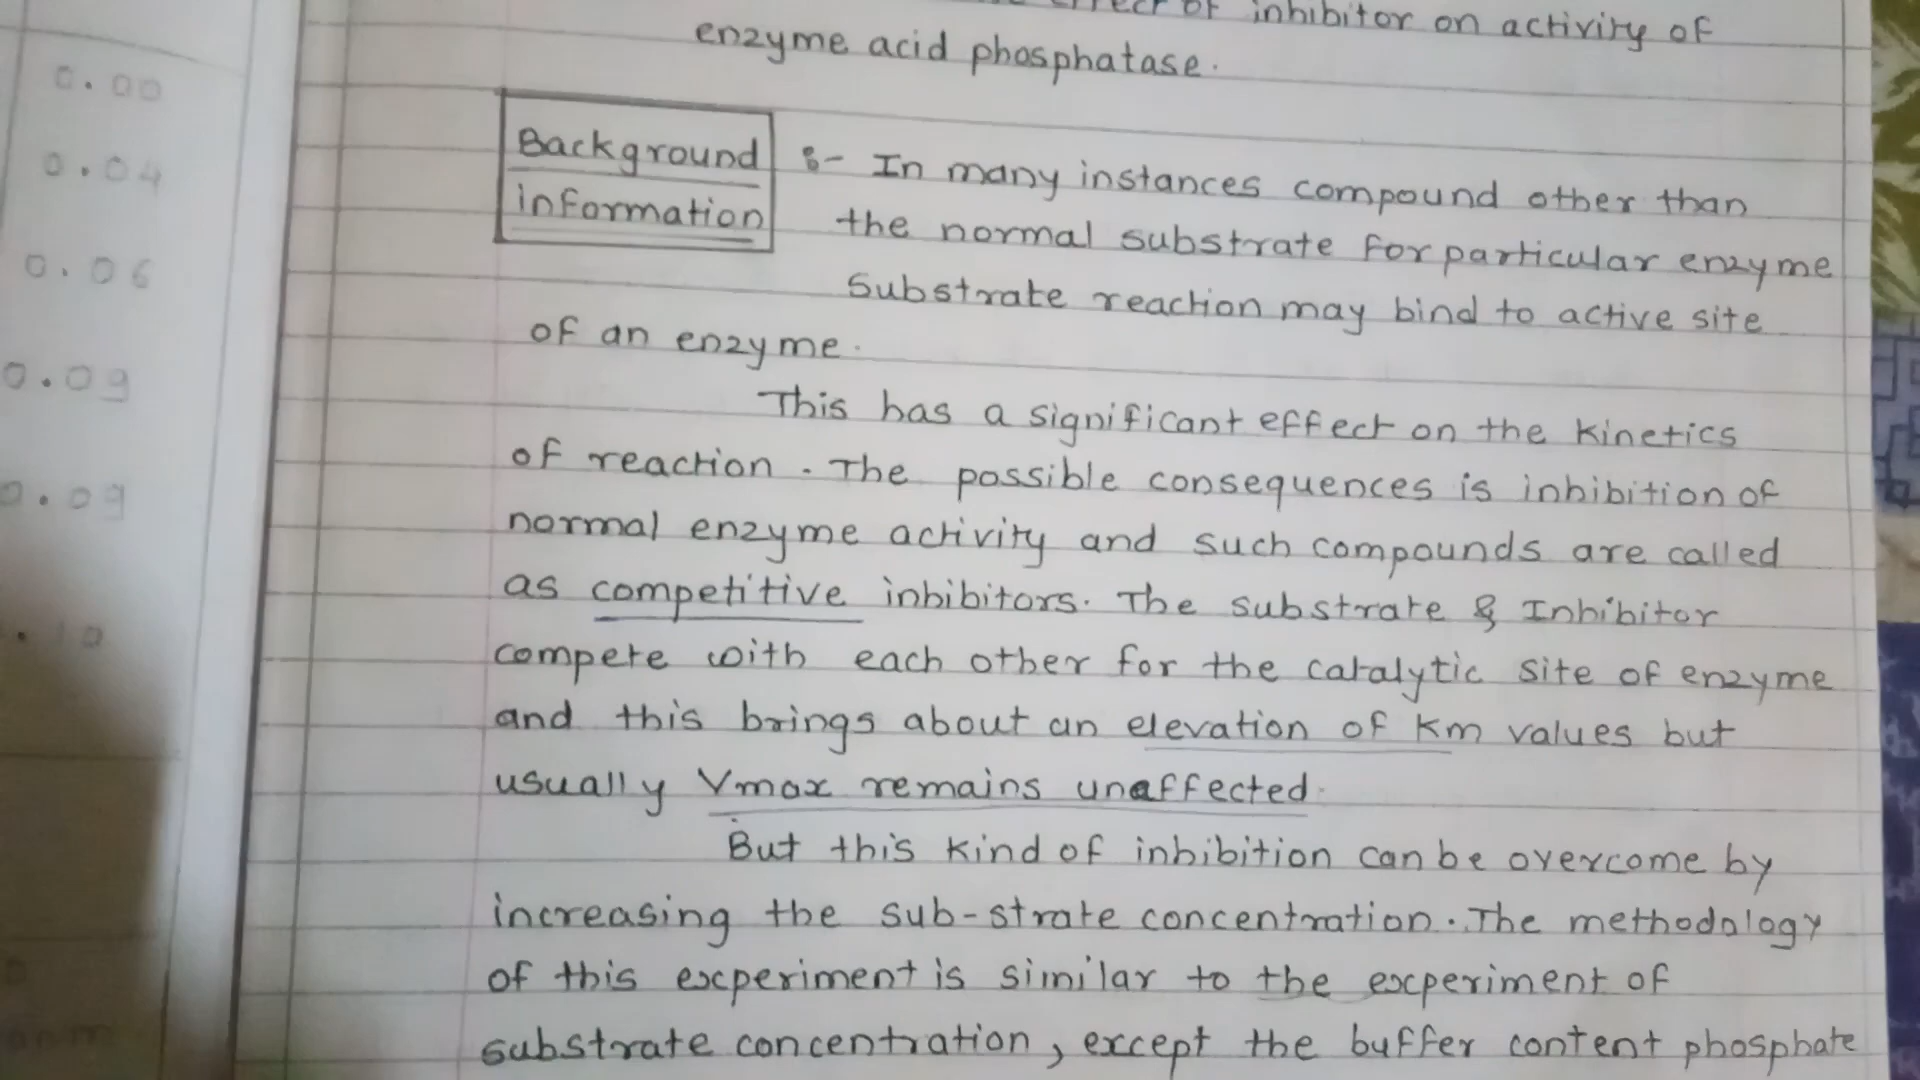 effect of inhibitor on activity of
enzyme acid phosphatase.
0.00
0.04
0.06
0.09
0.09
.10
Background
information
:- In many instances compound other than
the normal substrate for particular enzyme
Substrate reaction may bind to active site
of an enzyme.
This has a significant effect on the kinetics
of reaction. The possible consequences is inhibition of
normal enzyme activity and such compounds are called
as competitive inhibitors. The substrate & Inhibitor
compete with each other for the catalytic site of enzyme
and this brings about an elevation of Km values but
usually Vmax remains unaffected.
But this kind of inhibition can be overcome by
increasing the sub-strate concentration. The methodology
of this experiment is similar to the experiment of
substrate concentration, except the buffer content phosphate